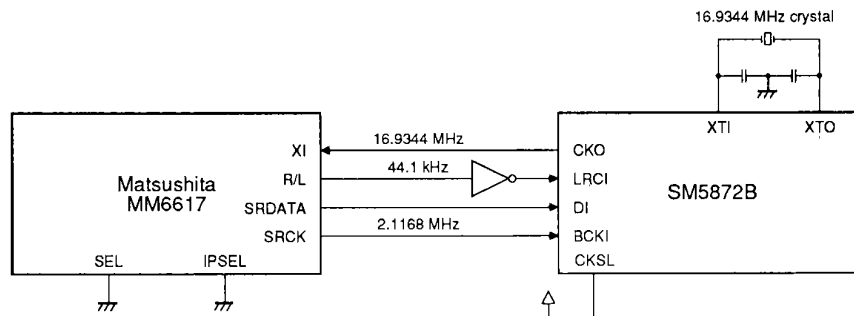 16.9344 MHz crystal
XTI XTO
16.9344 MHz
XI CKO
44.1 kHz
R/L LRCI
Matsushita
MM6617
SM5872B
SRDATA DI
2.1168 MHz
SRCK BCKI
SEL IPSEL CKSL